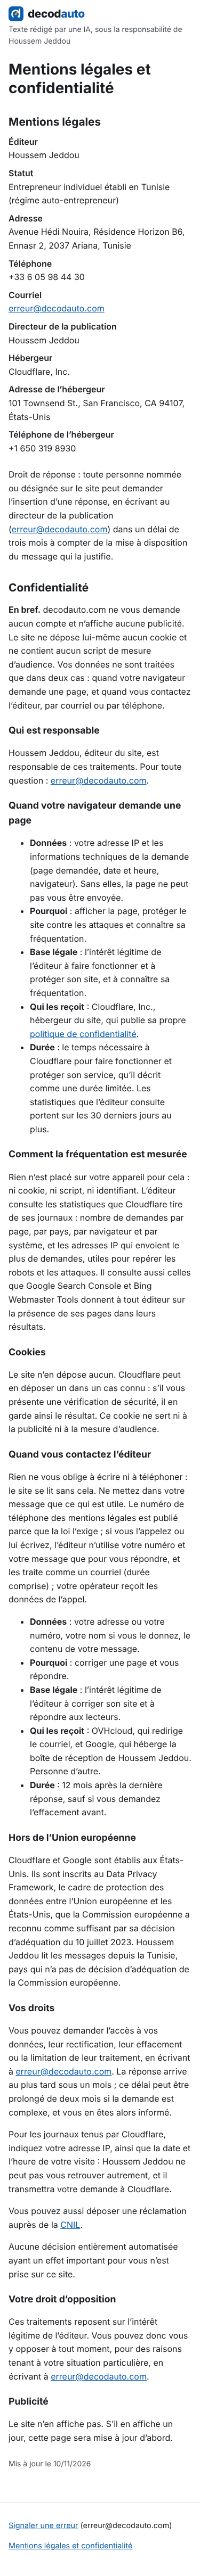 decodauto
Texte rédigé par une IA, sous la responsabilité de
Houssem Jeddou
Mentions légales et
confidentialité
Mentions légales
Éditeur
Houssem Jeddou
Statut
Entrepreneur individuel établi en Tunisie
(régime auto-entrepreneur)
Adresse
Avenue Hédi Nouira, Résidence Horizon B6,
Ennasr 2, 2037 Ariana, Tunisie
Téléphone
+33 6 05 98 44 30
Courriel
erreur@decodauto.com
Directeur de la publication
Houssem Jeddou
Hébergeur
Cloudflare, Inc.
Adresse de l’hébergeur
101 Townsend St., San Francisco, CA 94107,
États-Unis
Téléphone de l’hébergeur
+1 650 319 8930
Droit de réponse : toute personne nommée
ou désignée sur le site peut demander
l’insertion d’une réponse, en écrivant au
directeur de la publication
(erreur@decodauto.com) dans un délai de
trois mois à compter de la mise à disposition
du message qui la justifie.
Confidentialité
En bref. decodauto.com ne vous demande
aucun compte et n’affiche aucune publicité.
Le site ne dépose lui-même aucun cookie et
ne contient aucun script de mesure
d’audience. Vos données ne sont traitées
que dans deux cas : quand votre navigateur
demande une page, et quand vous contactez
l’éditeur, par courriel ou par téléphone.
Qui est responsable
Houssem Jeddou, éditeur du site, est
responsable de ces traitements. Pour toute
question : erreur@decodauto.com.
Quand votre navigateur demande une
page
• Données : votre adresse IP et les
informations techniques de la demande
(page demandée, date et heure,
navigateur). Sans elles, la page ne peut
pas vous être envoyée.
• Pourquoi : afficher la page, protéger le
site contre les attaques et connaître sa
fréquentation.
• Base légale : l’intérêt légitime de
l’éditeur à faire fonctionner et à
protéger son site, et à connaître sa
fréquentation.
• Qui les reçoit : Cloudflare, Inc.,
hébergeur du site, qui publie sa propre
politique de confidentialité.
• Durée : le temps nécessaire à
Cloudflare pour faire fonctionner et
protéger son service, qu’il décrit
comme une durée limitée. Les
statistiques que l’éditeur consulte
portent sur les 30 derniers jours au
plus.
Comment la fréquentation est mesurée
Rien n’est placé sur votre appareil pour cela :
ni cookie, ni script, ni identifiant. L’éditeur
consulte les statistiques que Cloudflare tire
de ses journaux : nombre de demandes par
page, par pays, par navigateur et par
système, et les adresses IP qui envoient le
plus de demandes, utiles pour repérer les
robots et les attaques. Il consulte aussi celles
que Google Search Console et Bing
Webmaster Tools donnent à tout éditeur sur
la présence de ses pages dans leurs
résultats.
Cookies
Le site n’en dépose aucun. Cloudflare peut
en déposer un dans un cas connu : s’il vous
présente une vérification de sécurité, il en
garde ainsi le résultat. Ce cookie ne sert ni à
la publicité ni à la mesure d’audience.
Quand vous contactez l’éditeur
Rien ne vous oblige à écrire ni à téléphoner :
le site se lit sans cela. Ne mettez dans votre
message que ce qui est utile. Le numéro de
téléphone des mentions légales est publié
parce que la loi l’exige ; si vous l’appelez ou
lui écrivez, l’éditeur n’utilise votre numéro et
votre message que pour vous répondre, et
les traite comme un courriel (durée
comprise) ; votre opérateur reçoit les
données de l’appel.
• Données : votre adresse ou votre
numéro, votre nom si vous le donnez, le
contenu de votre message.
• Pourquoi : corriger une page et vous
répondre.
• Base légale : l’intérêt légitime de
l’éditeur à corriger son site et à
répondre aux lecteurs.
• Qui les reçoit : OVHcloud, qui redirige
le courriel, et Google, qui héberge la
boîte de réception de Houssem Jeddou.
Personne d’autre.
• Durée : 12 mois après la dernière
réponse, sauf si vous demandez
l’effacement avant.
Hors de l’Union européenne
Cloudflare et Google sont établis aux États-
Unis. Ils sont inscrits au Data Privacy
Framework, le cadre de protection des
données entre l’Union européenne et les
États-Unis, que la Commission européenne a
reconnu comme suffisant par sa décision
d’adéquation du 10 juillet 2023. Houssem
Jeddou lit les messages depuis la Tunisie,
pays qui n’a pas de décision d’adéquation de
la Commission européenne.
Vos droits
Vous pouvez demander l’accès à vos
données, leur rectification, leur effacement
ou la limitation de leur traitement, en écrivant
à erreur@decodauto.com. La réponse arrive
au plus tard sous un mois ; ce délai peut être
prolongé de deux mois si la demande est
complexe, et vous en êtes alors informé.
Pour les journaux tenus par Cloudflare,
indiquez votre adresse IP, ainsi que la date et
l’heure de votre visite : Houssem Jeddou ne
peut pas vous retrouver autrement, et il
transmettra votre demande à Cloudflare.
Vous pouvez aussi déposer une réclamation
auprès de la CNIL.
Aucune décision entièrement automatisée
ayant un effet important pour vous n’est
prise sur ce site.
Votre droit d’opposition
Ces traitements reposent sur l’intérêt
légitime de l’éditeur. Vous pouvez donc vous
y opposer à tout moment, pour des raisons
tenant à votre situation particulière, en
écrivant à erreur@decodauto.com.
Publicité
Le site n’en affiche pas. S’il en affiche un
jour, cette page sera mise à jour d’abord.
Mis à jour le 10/11/2026
Signaler une erreur (erreur@decodauto.com)
Mentions légales et confidentialité